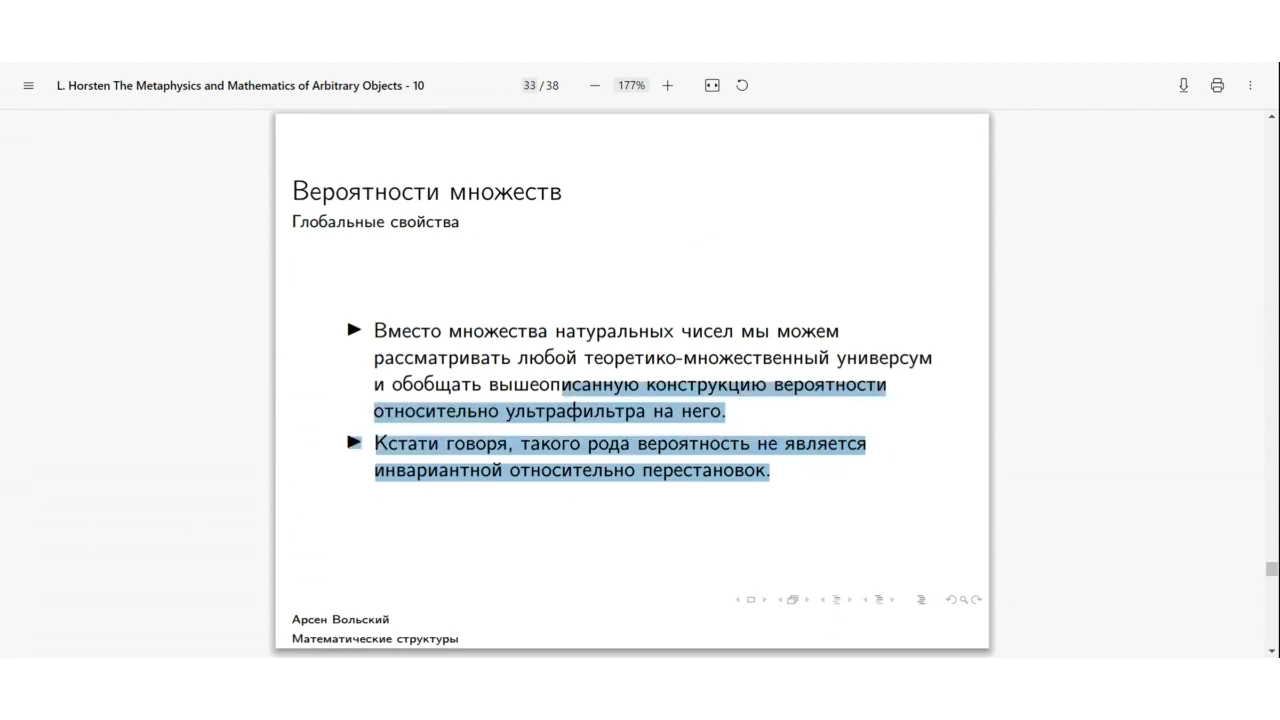 L. Horsten The Metaphysics and Mathematics of Arbitrary Objects - 10
33 / 38
177%
Вероятности множеств
Глобальные свойства
Вместо множества натуральных чисел мы можем
рассматривать любой теоретико-множественный универсум
и обобщать вышеописанную конструкцию вероятности
относительно ультрафильтра на него.
Кстати говоря, такого рода вероятность не является
инвариантной относительно перестановок.
Арсен Вольский
Математические структуры